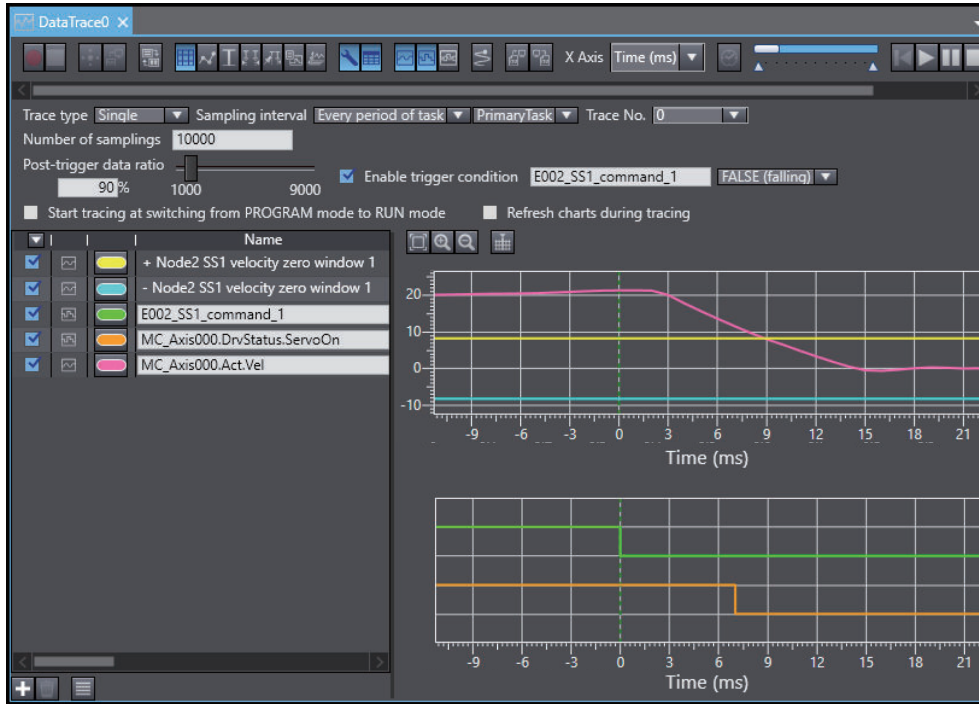 DataTrace0
X Axis Time (ms)
Trace type Single Sampling interval Every period of task PrimaryTask Trace No. 0
Number of samplings 10000
Post-trigger data ratio
90 % 1000 9000 Enable trigger condition E002_SS1_command_1 FALSE (falling)
Start tracing at switching from PROGRAM mode to RUN mode Refresh charts during tracing
Name
+ Node2 SS1 velocity zero window 1
- Node2 SS1 velocity zero window 1
E002_SS1_command_1
MC_Axis000.DrvStatus.ServoOn
MC_Axis000.Act.Vel
20
10
0
-10
-9 -6 -3 0 3 6 9 12 15 18 21
Time (ms)
-9 -6 -3 0 3 6 9 12 15 18 21
Time (ms)